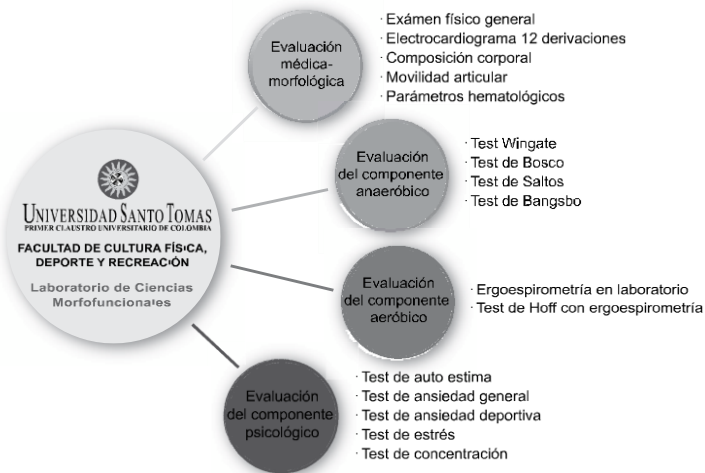 UNIVERSIDAD SANTO TOMAS
PRIMER CLAUSTRO UNIVERSITARIO DE COLOMBIA
FACULTAD DE CULTURA FÍSICA,
DEPORTE Y RECREACIÓN
Laboratorio de Ciencias
Morfofuncionales
Evaluación
médica-
morfológica
· Exámen físico general
· Electrocardiograma 12 derivaciones
· Composición corporal
· Movilidad articular
· Parámetros hematológicos
Evaluación
del componente
anaeróbico
· Test Wingate
· Test de Bosco
· Test de Saltos
· Test de Bangsbo
Evaluación
del componente
aeróbico
· Ergoespirometría en laboratorio
· Test de Hoff con ergoespirometría
Evaluación
del componente
psicológico
· Test de auto estima
· Test de ansiedad general
· Test de ansiedad deportiva
· Test de estrés
· Test de concentración